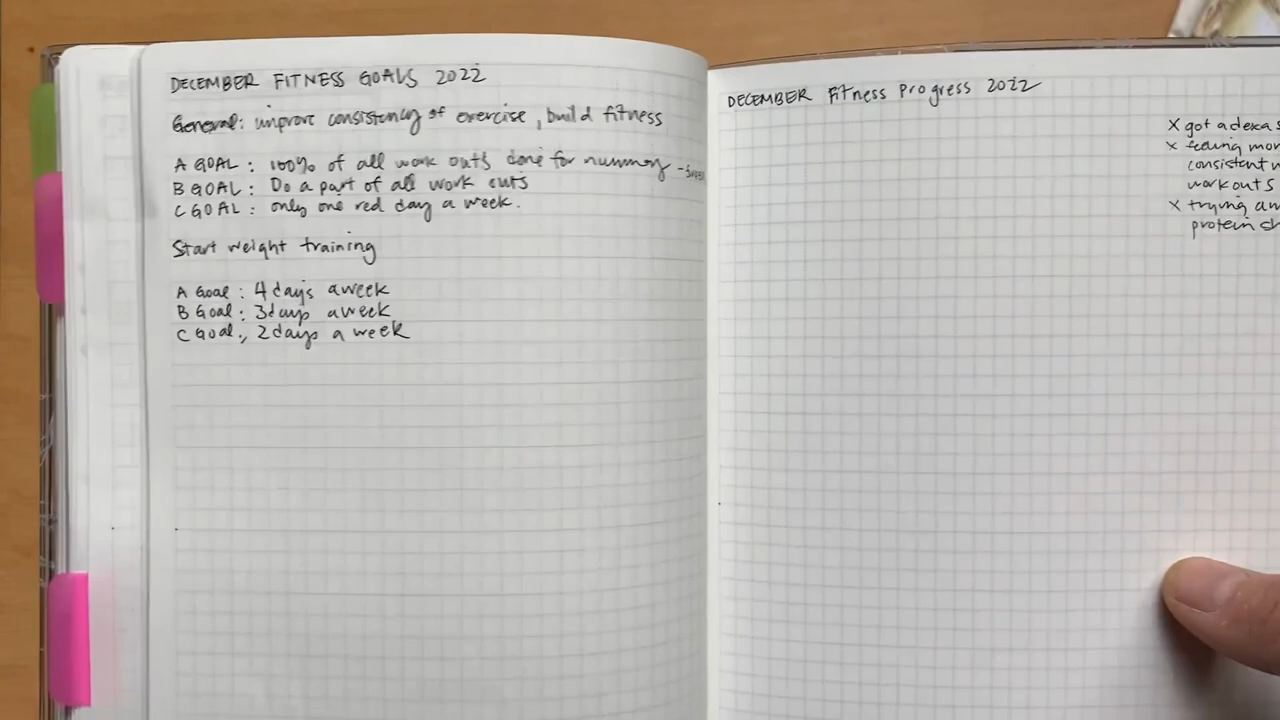 DECEMBER FITNESS GOALS 2022
General: improve consistency of exercise, build fitness
A GOAL: 100% of all work outs done for
B GOAL: Do a part of all work outs
C GOAL: only one red day a week.
Start weight training
A Goal: 4 days a week
B Goal: 3 days a week
C Goal: 2 days a week
DECEMBER Fitness Progress 2022
X got a dexa
X feeling
consistent
workouts
X trying
protein